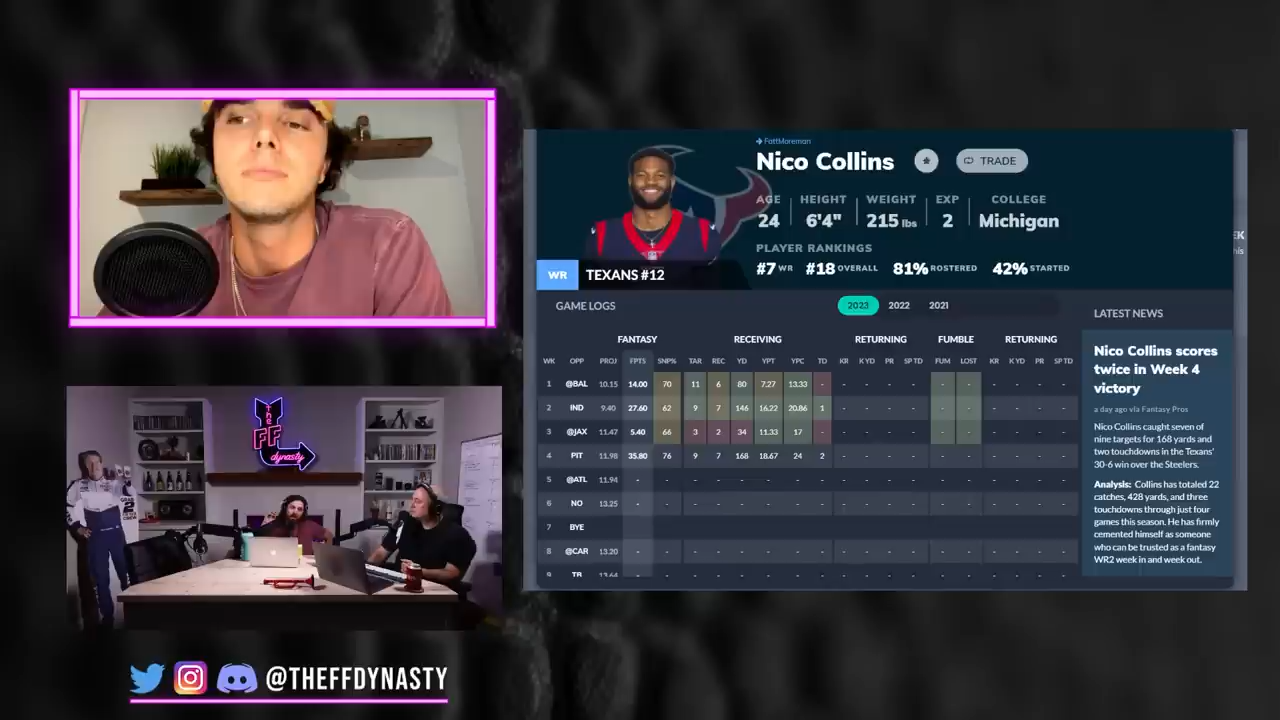 FattMoreman
Nico Collins
TRADE
AGE HEIGHT WEIGHT EXP COLLEGE
24 6'4" 215 lbs 2 Michigan
PLAYER RANKINGS
#7 WR #18 OVERALL 81% ROSTERED 42% STARTED
WR TEXANS #12
GAME LOGS 2023 2022 2021
FANTASY RECEIVING RETURNING FUMBLE RETURNING
WK OPP PROJ FPTS SNP% TAR REC YD YPT YPC TD KR KYD PR SPTD FUM LOST KR KYD PR SPTD
1 @BAL 10.15 14.00 70 11 6 80 7.27 13.33 - - - - - - - - - - -
2 IND 9.40 27.60 62 9 7 146 16.22 20.86 1 - - - - - - - - - -
3 @JAX 11.47 5.40 66 3 2 34 11.33 17 - - - - - - - - - - -
4 PIT 11.98 35.80 76 9 7 168 18.67 24 2 - - - - - - - - - -
5 @ATL 11.94 - - - - - - - - - - - - - - - - - -
6 NO 13.25 - - - - - - - - - - - - - - - - - -
7 BYE
8 @CAR 13.20 - - - - - - - - - - - - - - - - - -
9 TB 13.64
LATEST NEWS
Nico Collins scores
twice in Week 4
victory
a day ago via Fantasy Pros
Nico Collins caught seven of
nine targets for 168 yards and
two touchdowns in the Texans'
30-6 win over the Steelers.
Analysis: Collins has totaled 22
catches, 428 yards, and three
touchdowns through just four
games this season. He has firmly
cemented himself as someone
who can be trusted as a fantasy
WR2 week in and week out.
The
FF
dynasty
@THEFFDYNASTY